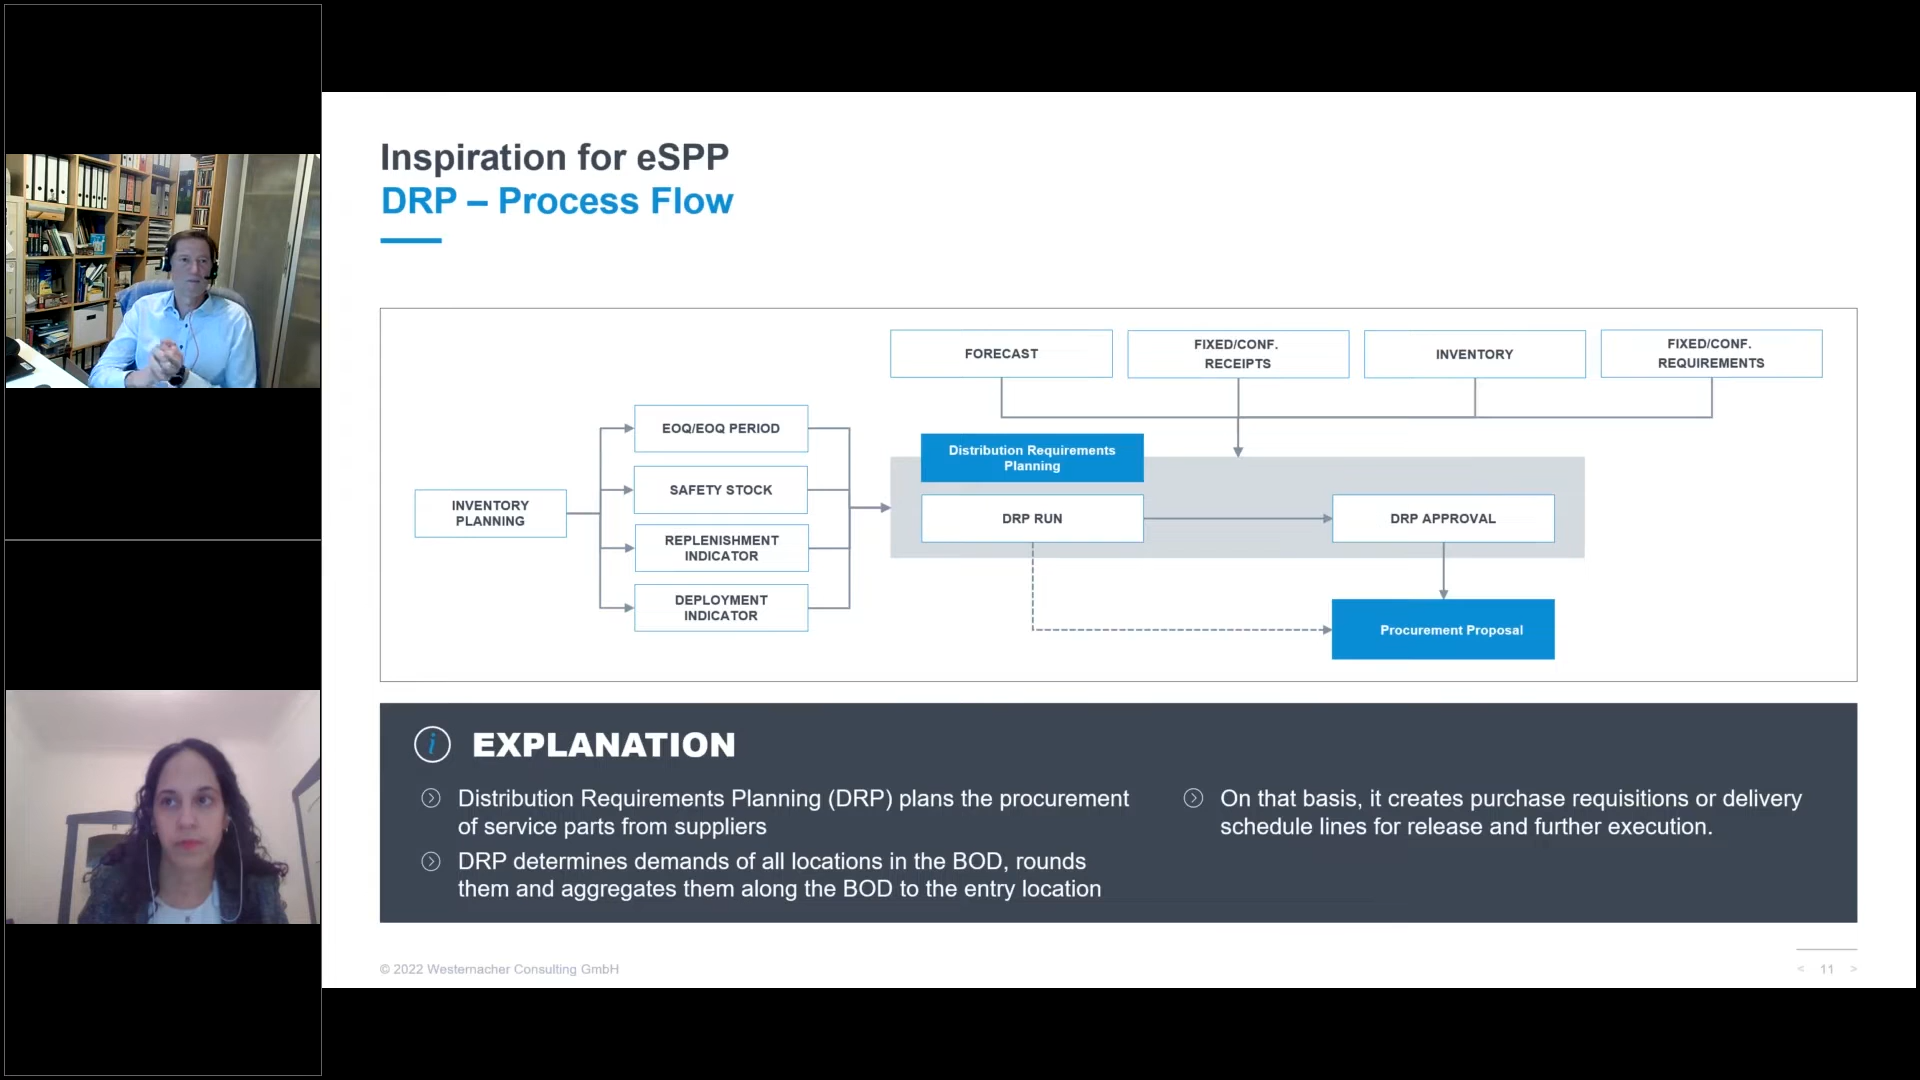 Inspiration for eSPP
DRP – Process Flow
FORECAST
FIXED/CONF.
RECEIPTS
INVENTORY
FIXED/CONF.
REQUIREMENTS
INVENTORY
PLANNING
EOQ/EOQ PERIOD
SAFETY STOCK
REPLENISHMENT
INDICATOR
DEPLOYMENT
INDICATOR
Distribution Requirements
Planning
DRP RUN
DRP APPROVAL
Procurement Proposal
i EXPLANATION
Distribution Requirements Planning (DRP) plans the procurement
of service parts from suppliers
DRP determines demands of all locations in the BOD, rounds
them and aggregates them along the BOD to the entry location
On that basis, it creates purchase requisitions or delivery
schedule lines for release and further execution.
© 2022 Westernacher Consulting GmbH
< 11 >